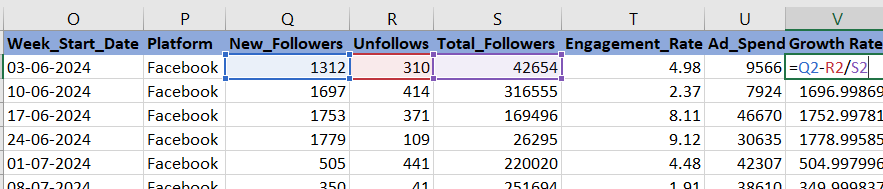 O P Q R S T U V
Week_Start_Date Platform New_Followers Unfollows Total_Followers Engagement_Rate Ad_Spend Growth Rate
03-06-2024 Facebook 1312 310 42654 4.98 9566 =Q2-R2/S2
10-06-2024 Facebook 1697 414 316555 2.37 7924 1696.99869
17-06-2024 Facebook 1753 371 169496 8.11 46670 1752.99781
24-06-2024 Facebook 1779 109 26295 9.12 30635 1778.99585
01-07-2024 Facebook 505 441 220020 4.48 42307 504.997996
08-07-2024 Facebook 350 41 251694 1.91 38610 349.999837